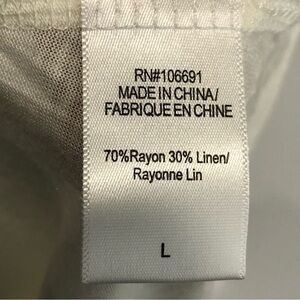 RN#106691
MADE IN CHINA/
FABRIQUE EN CHINE
70%Rayon 30% Linen/
Rayonne Lin
L